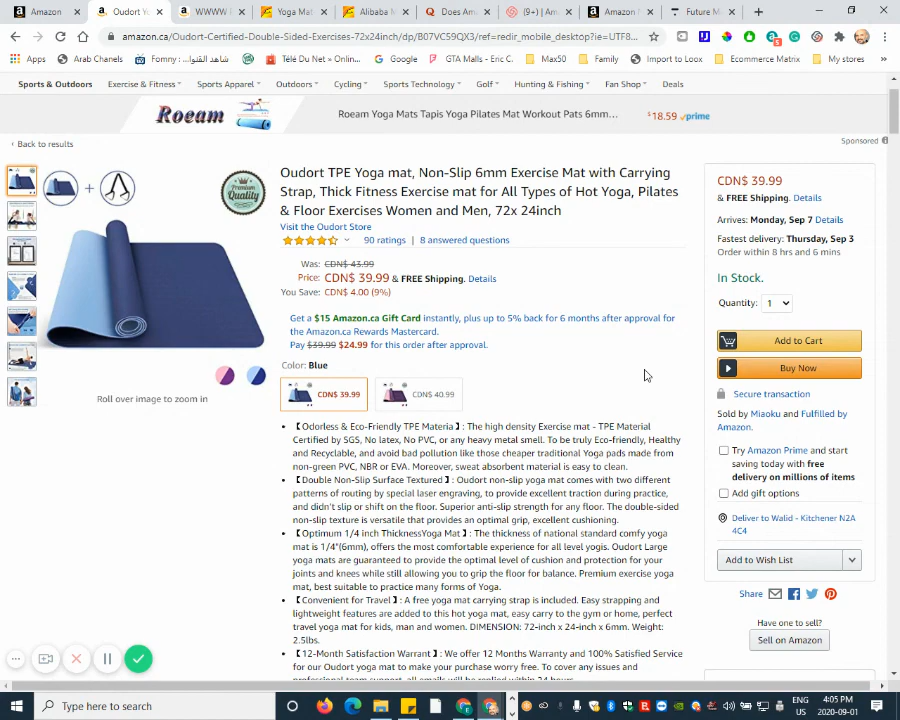 Amazon
Oudort Y
WWWW
Yoga Mat
Alibaba M
Does Am
(9+) | Am
Amazon
Future M
amazon.ca/Oudort-Certified-Double-Sided-Exercises-72x24inch/dp/B07VC59QX3/ref=redir_mobile_desktop?ie=UTF8...
Apps
Arab Chanels
Fommy : شاهد القنوا...
Télé Du Net » Online...
Google
GTA Malls - Eric C.
Max50
Family
Import to Loox
Ecommerce Matrix
My stores
Sports & Outdoors
Exercise & Fitness
Sports Apparel
Outdoors
Cycling
Sports Technology
Golf
Hunting & Fishing
Fan Shop
Deals
Roeam
Roeam Yoga Mats Tapis Yoga Pilates Mat Workout Pats 6mm...
$18.59 prime
‹ Back to results
Sponsored
Premium Quality
Roll over image to zoom in
Oudort TPE Yoga mat, Non-Slip 6mm Exercise Mat with Carrying
Strap, Thick Fitness Exercise mat for All Types of Hot Yoga, Pilates
& Floor Exercises Women and Men, 72x 24inch
Visit the Oudort Store
90 ratings | 8 answered questions
Was: CDN$ 43.99
Price: CDN$ 39.99 & FREE Shipping. Details
You Save: CDN$ 4.00 (9%)
Get a $15 Amazon.ca Gift Card instantly, plus up to 5% back for 6 months after approval for
the Amazon.ca Rewards Mastercard.
Pay $39.99 $24.99 for this order after approval.
Color: Blue
CDN$ 39.99
CDN$ 40.99
• 【Odorless & Eco-Friendly TPE Materia】: The high density Exercise mat - TPE Material
Certified by SGS, No latex, No PVC, or any heavy metal smell. To be truly Eco-friendly, Healthy
and Recyclable, and avoid bad pollution like those cheaper traditional Yoga pads made from
non-green PVC, NBR or EVA. Moreover, sweat absorbent material is easy to clean.
• 【Double Non-Slip Surface Textured】: Oudort non-slip yoga mat comes with two different
patterns of routing by special laser engraving, to provide excellent traction during practice,
and didn't slip or shift on the floor. Superior anti-slip strength for any floor. The double-sided
non-slip texture is versatile that provides an optimal grip, excellent cushioning.
• 【Optimum 1/4 inch ThicknessYoga Mat】: The thickness of national standard comfy yoga
mat is 1/4"(6mm), offers the most comfortable experience for all level yogis. Oudort Large
yoga mats are guaranteed to provide the optimal level of cushion and protection for your
joints and knees while still allowing you to grip the floor for balance. Premium exercise yoga
mat, best suitable to practice many forms of Yoga.
• 【Convenient for Travel】: A free yoga mat carrying strap is included. Easy strapping and
lightweight features are added to this hot yoga mat, easy carry to the gym or home, perfect
travel yoga mat for kids, man and women. DIMENSION: 72-inch x 24-inch x 6mm. Weight:
2.5lbs.
• 【12-Month Satisfaction Warrant】: We offer 12 Months Warranty and 100% Satisfied Service
for our Oudort yoga mat to make your purchase worry free. To cover any issues and
professional team support, all emails will be replied within 24 hours.
CDN$ 39.99
& FREE Shipping. Details
Arrives: Monday, Sep 7 Details
Fastest delivery: Thursday, Sep 3
Order within 8 hrs and 6 mins
In Stock.
Quantity: 1
Add to Cart
Buy Now
Secure transaction
Sold by Miaoku and Fulfilled by
Amazon.
Try Amazon Prime and start
saving today with free
delivery on millions of items
Add gift options
Deliver to Walid - Kitchener N2A
4C4
Add to Wish List
Share
Have one to sell?
Sell on Amazon
Type here to search
ENG
US
4:05 PM
2020-09-01